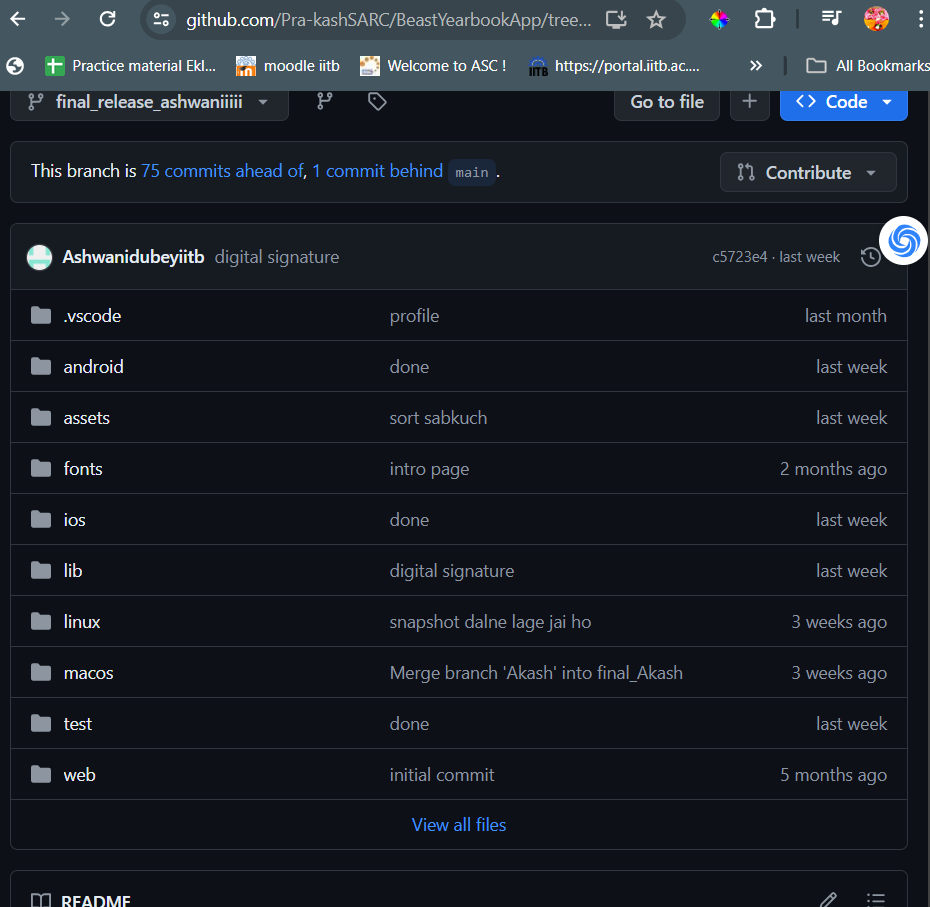 github.com/Pra-kashSARC/BeastYearbookApp/tree...
Practice material Ekl... moodle iitb Welcome to ASC ! IITB https://portal.iitb.ac.... » All Bookmarks
final_release_ashwaniiiii Go to file + <> Code
This branch is 75 commits ahead of, 1 commit behind main.
Contribute
Ashwanidubeyiitb digital signature c5723e4 · last week
.vscode profile last month
android done last week
assets sort sabkuch last week
fonts intro page 2 months ago
ios done last week
lib digital signature last week
linux snapshot dalne lage jai ho 3 weeks ago
macos Merge branch 'Akash' into final_Akash 3 weeks ago
test done last week
web initial commit 5 months ago
View all files
README